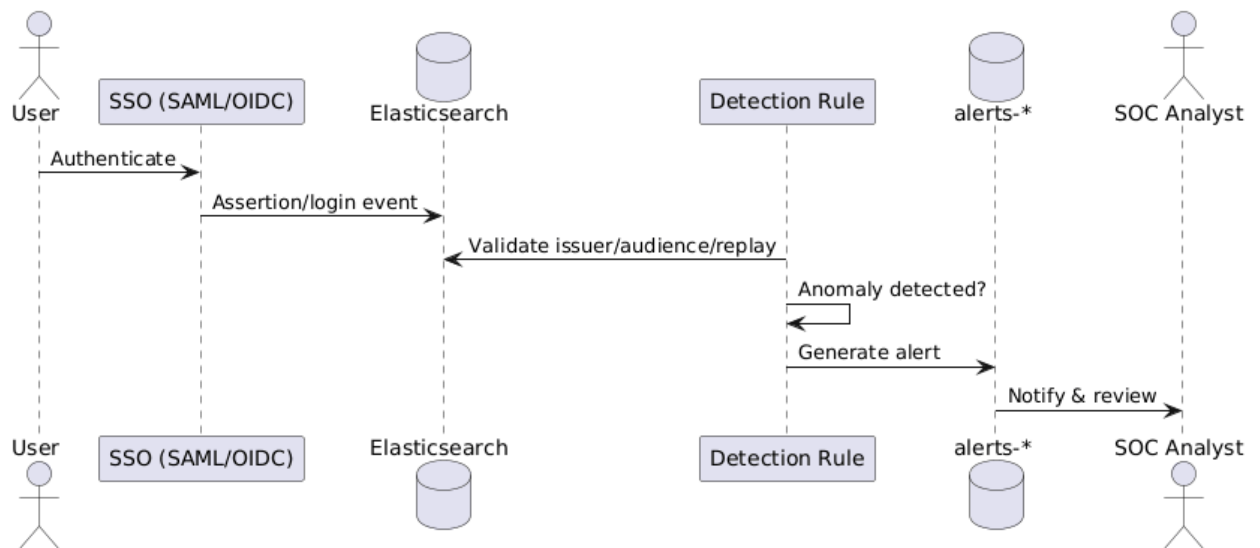 User
SSO (SAML/OIDC)
Elasticsearch
Detection Rule
alerts-*
SOC Analyst
Authenticate
Assertion/login event
Validate issuer/audience/replay
Anomaly detected?
Generate alert
Notify & review
User
SSO (SAML/OIDC)
Elasticsearch
Detection Rule
alerts-*
SOC Analyst